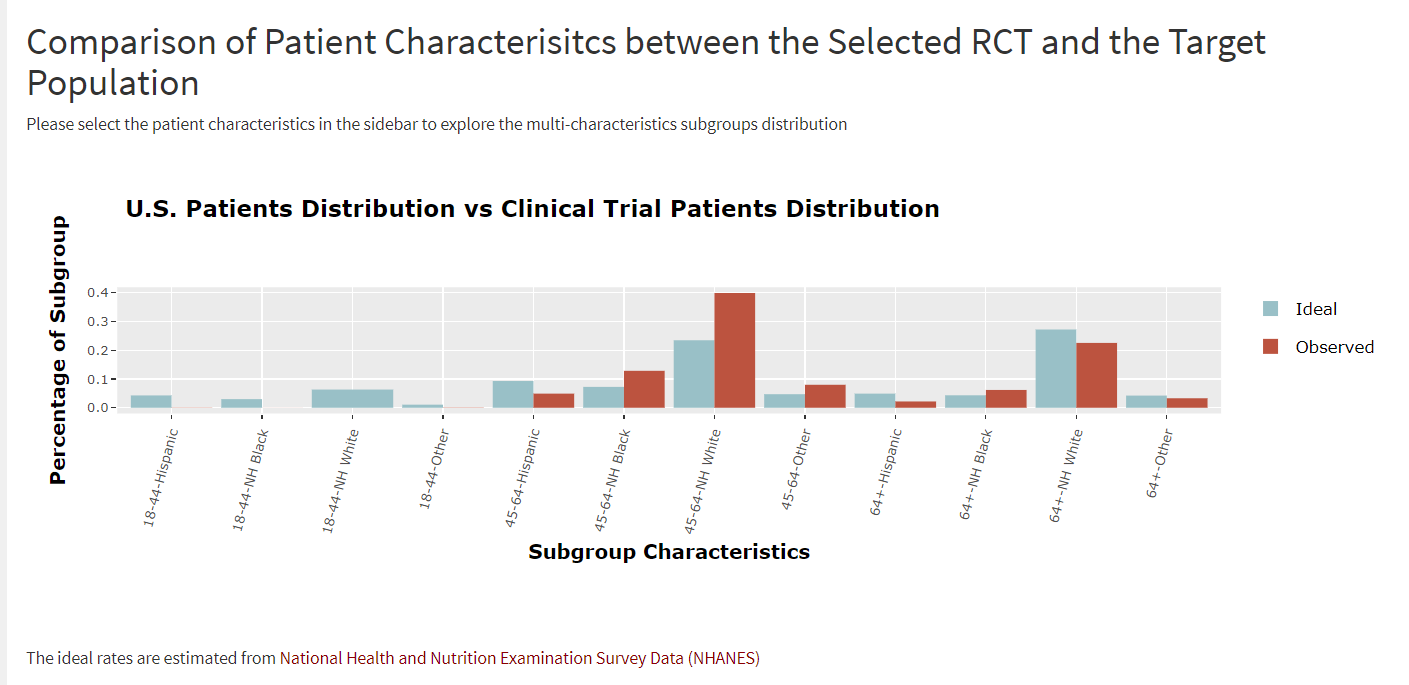 Comparison of Patient Characterisitcs between the Selected RCT and the Target
Population
Please select the patient characteristics in the sidebar to explore the multi-characteristics subgroups distribution
U.S. Patients Distribution vs Clinical Trial Patients Distribution
Percentage of Subgroup
0.4
0.3
0.2
0.1
0.0
Ideal
Observed
18-44-Hispanic
18-44-NH Black
18-44-NH White
18-44-Other
45-64-Hispanic
45-64-NH Black
45-64-NH White
45-64-Other
64+-Hispanic
64+-NH Black
64+-NH White
64+-Other
Subgroup Characteristics
The ideal rates are estimated from National Health and Nutrition Examination Survey Data (NHANES)